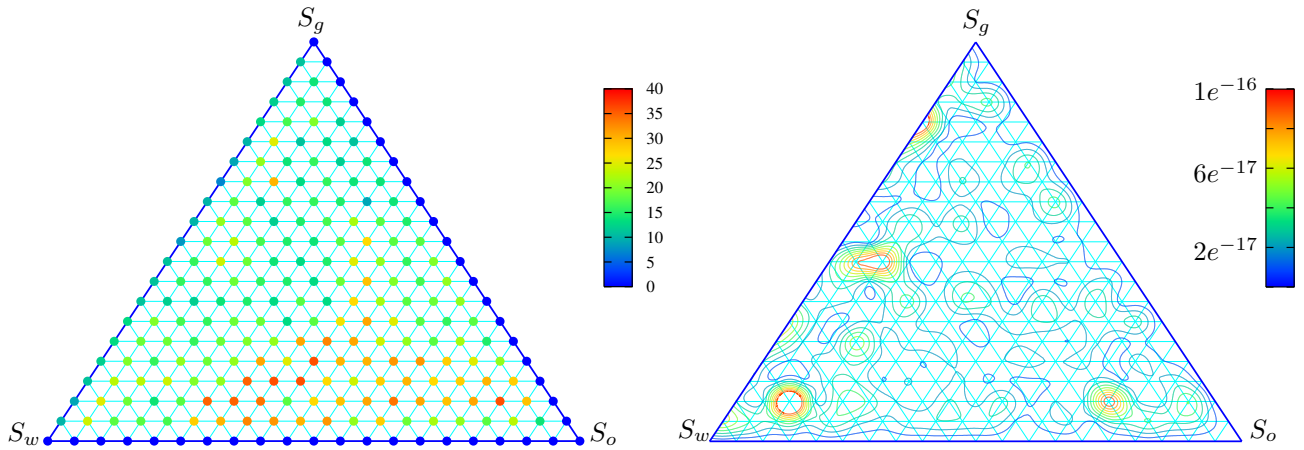 $S_g$
40
35
30
25
20
15
10
5
0
$S_w$
$S_o$
$S_g$
$1e^{-16}$
$6e^{-17}$
$2e^{-17}$
$S_w$
$S_o$